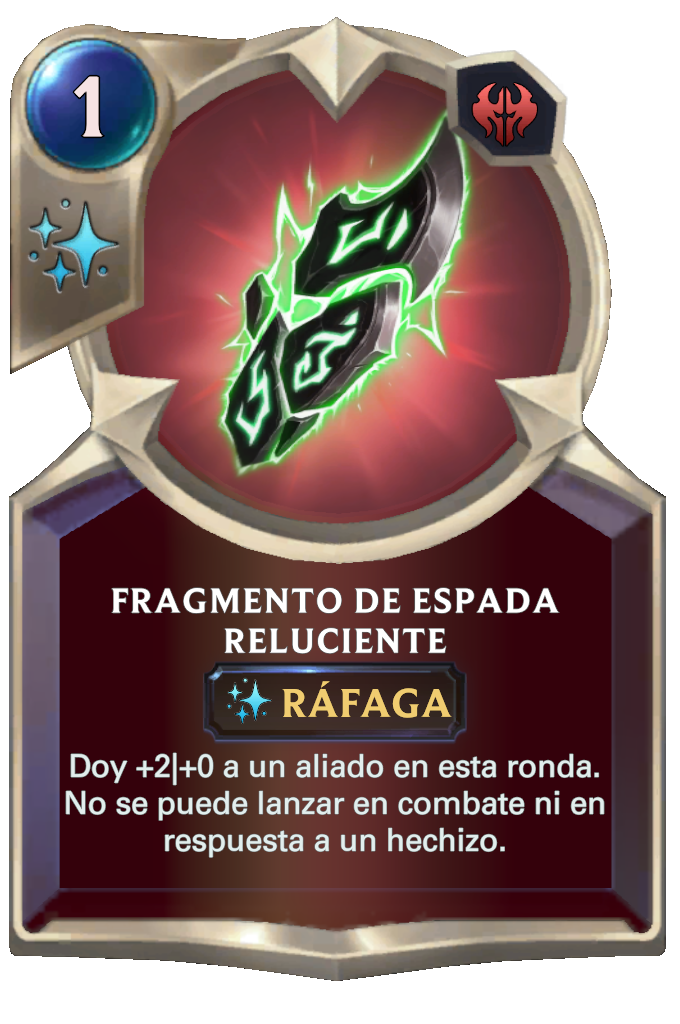 1
FRAGMENTO DE ESPADA
RELUCIENTE
RÁFAGA
Doy +2|+0 a un aliado en esta ronda.
No se puede lanzar en combate ni en
respuesta a un hechizo.